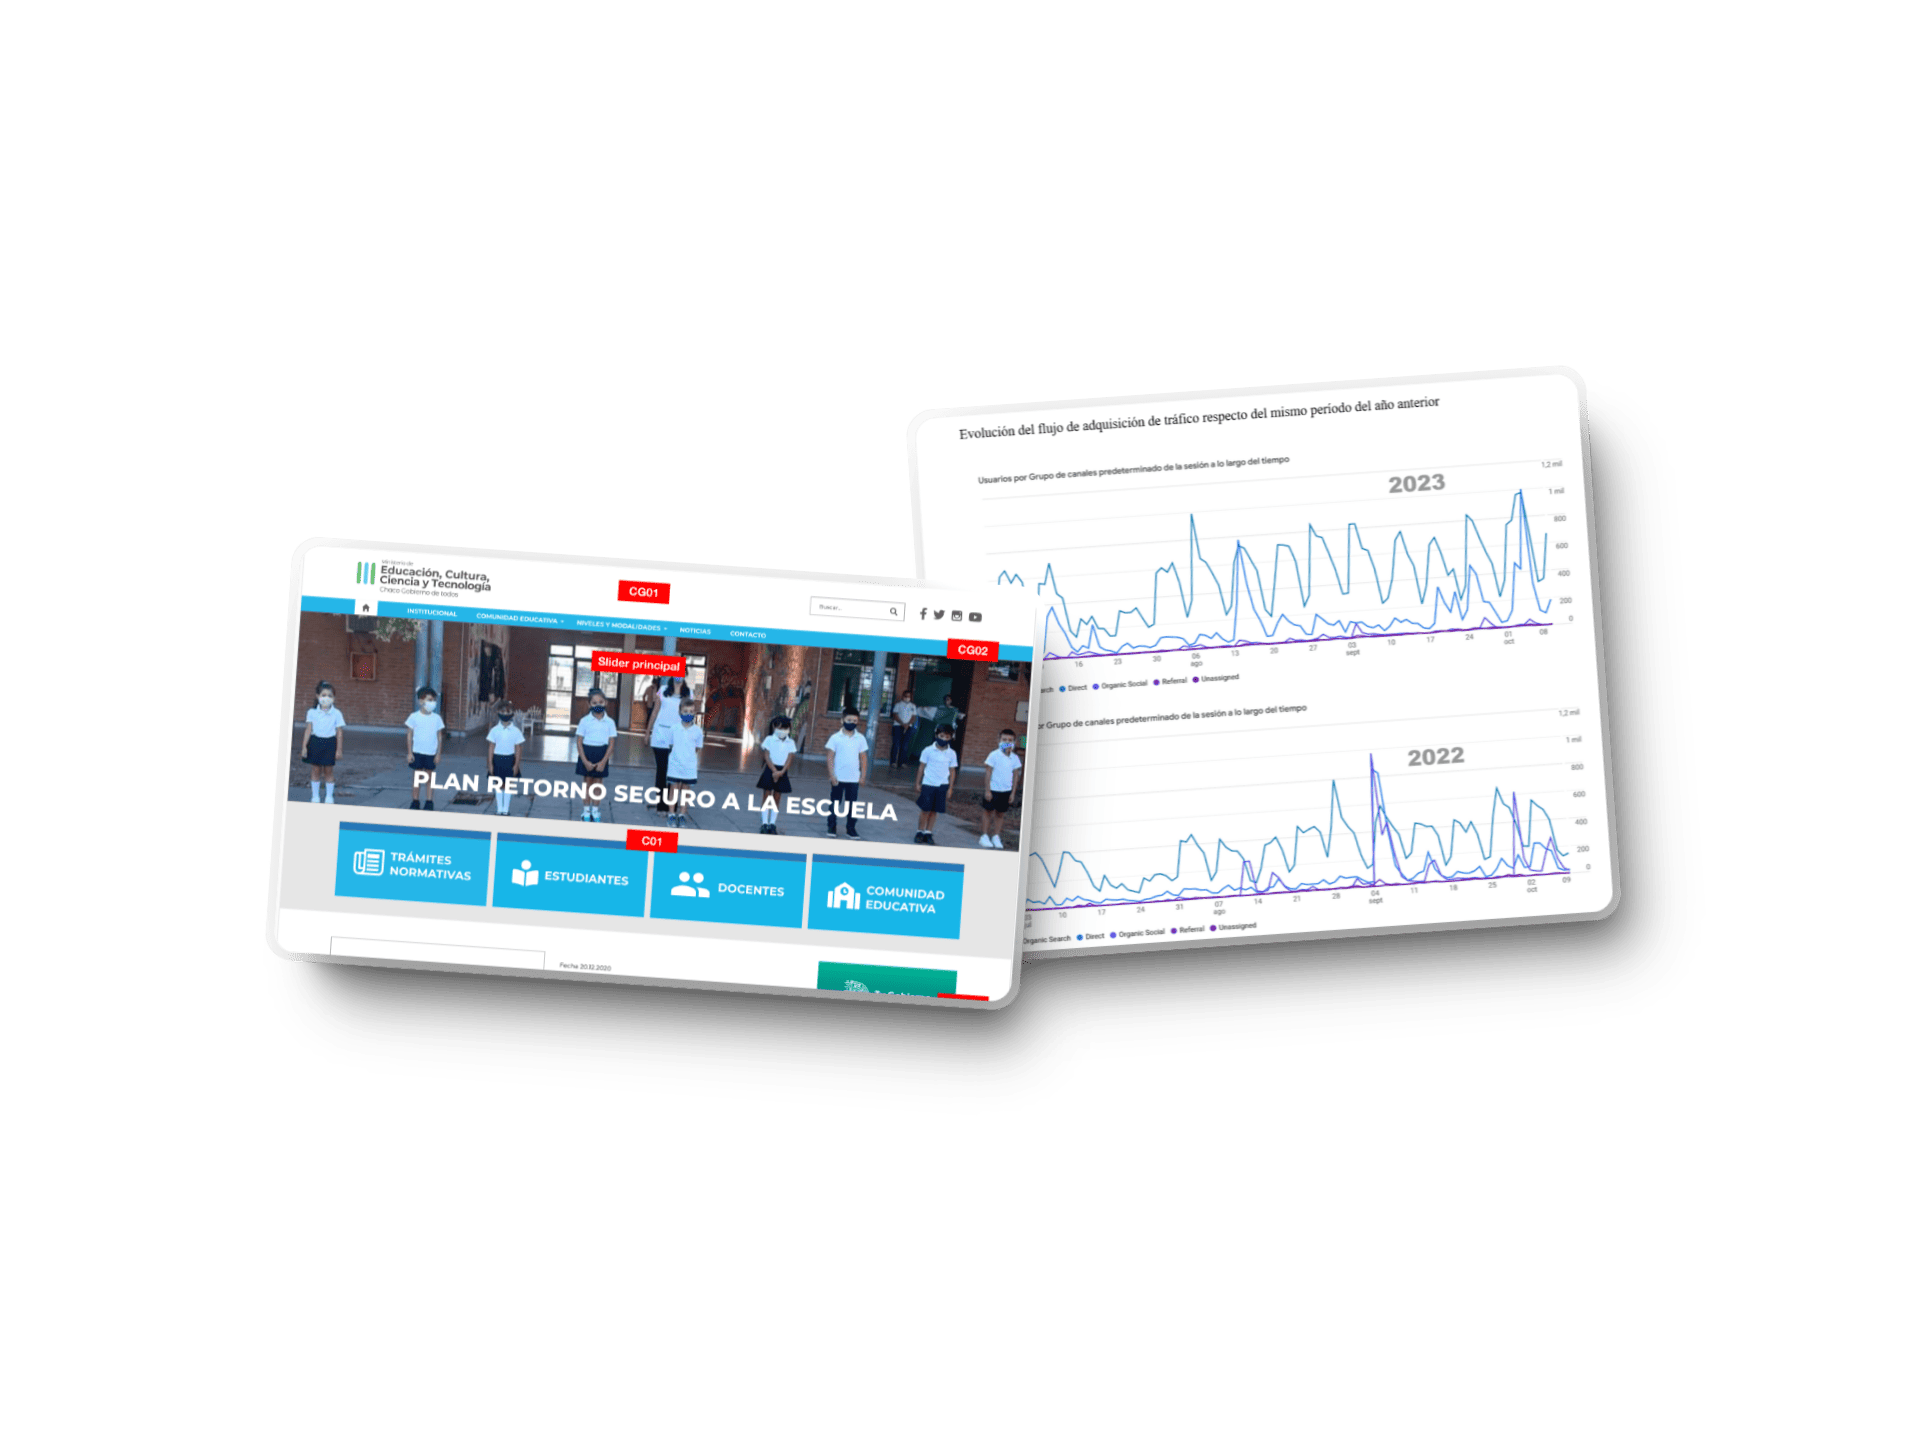 Ministerio de
Educación, Cultura,
Ciencia y Tecnología
Chaco Gobierno de todos
CG01
Buscar...
INSTITUCIONAL
COMUNIDAD EDUCATIVA
NIVELES Y MODALIDADES
NOTICIAS
CONTACTO
CG02
Slider principal
PLAN RETORNO SEGURO A LA ESCUELA
C01
TRÁMITES
NORMATIVAS
ESTUDIANTES
DOCENTES
COMUNIDAD
EDUCATIVA
Fecha 20.12.2020
Evolución del flujo de adquisición de tráfico respecto del mismo período del año anterior
Usuarios por Grupo de canales predeterminado de la sesión a lo largo del tiempo
2023
1,2 mil
1 mil
800
600
400
200
0
16 23 30 06 13 20 27 03 10 17 24 01 08
ago sept oct
Direct Organic Social Referral Unassigned
Grupo de canales predeterminado de la sesión a lo largo del tiempo
2022
1,2 mil
1 mil
800
600
400
200
0
10 17 24 31 07 14 21 28 04 11 18 25 02 09
jul ago sept oct
Organic Search Direct Organic Social Referral Unassigned